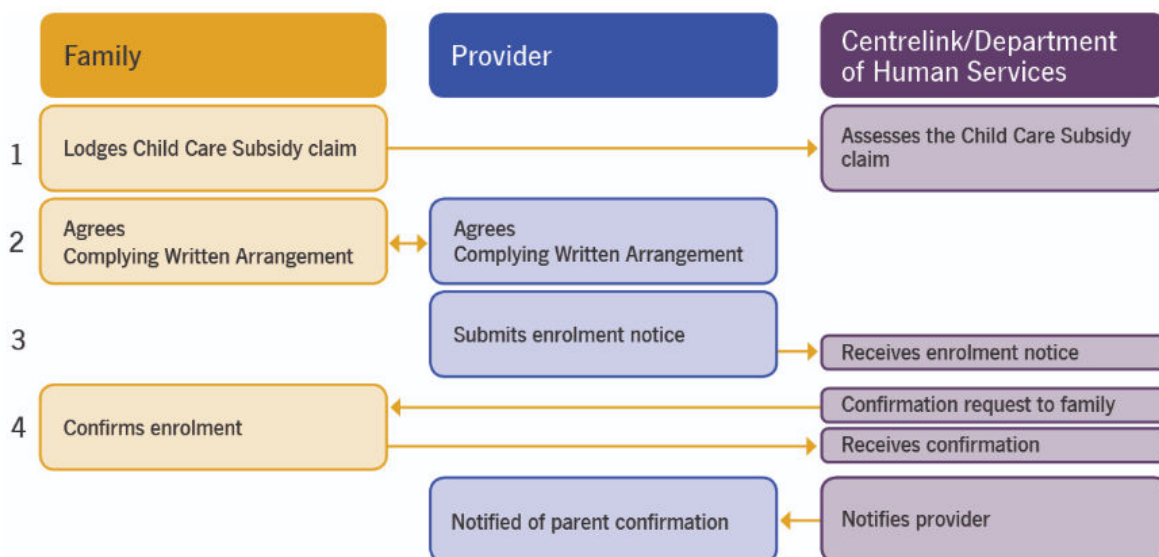 Family
Provider
Centrelink/Department
of Human Services
1
Lodges Child Care Subsidy claim
Assesses the Child Care Subsidy
claim
2
Agrees
Complying Written Arrangement
Agrees
Complying Written Arrangement
3
Submits enrolment notice
Receives enrolment notice
4
Confirms enrolment
Confirmation request to family
Receives confirmation
Notified of parent confirmation
Notifies provider